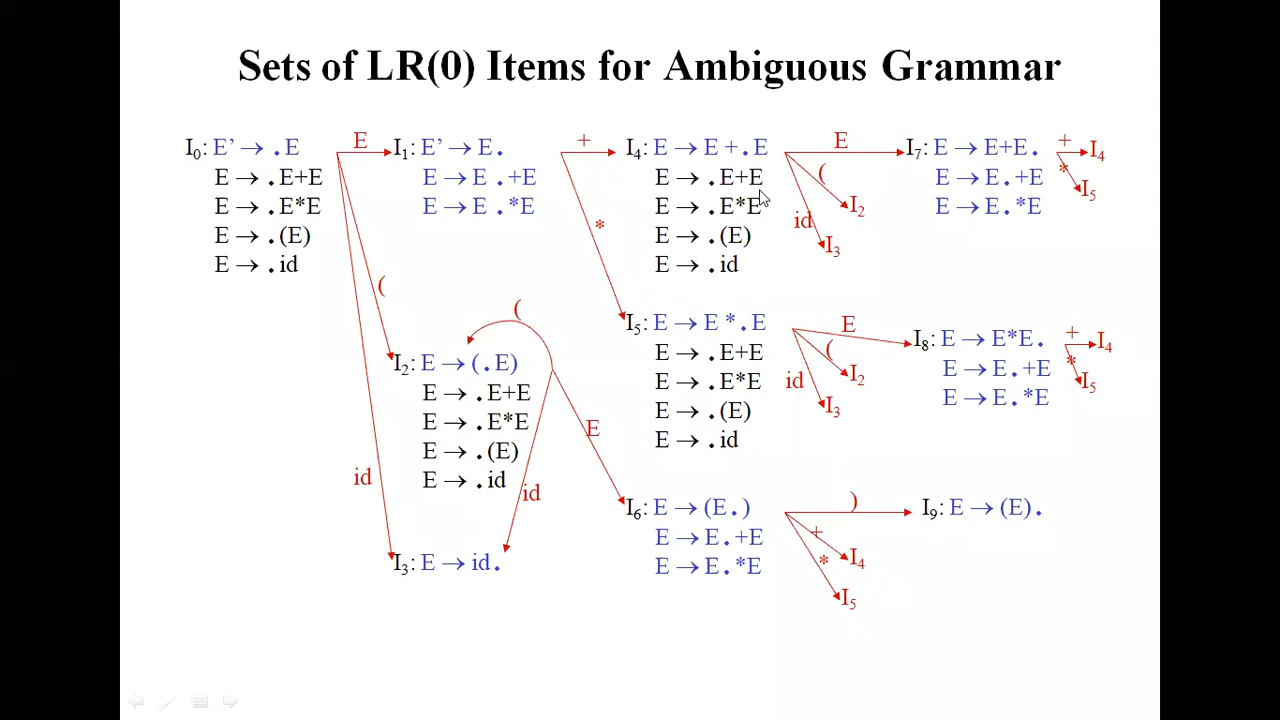 Sets of LR(0) Items for Ambiguous Grammar
I0: E’ → .E
E → .E+E
E → .E*E
E → .(E)
E → .id
E
(
id
I1: E’ → E.
E → E .+E
E → E .*E
+
*
(
I2: E → (.E)
E → .E+E
E → .E*E
E → .(E)
E → .id
E
id
I3: E → id.
I4: E → E +.E
E → .E+E
E → .E*E
E → .(E)
E → .id
E
(
I2
id
I3
I5: E → E *.E
E → .E+E
E → .E*E
E → .(E)
E → .id
E
(
I2
id
I3
I6: E → (E.)
E → E.+E
E → E.*E
)
+
I4
*
I5
I7: E → E+E.
E → E.+E
E → E.*E
+
I4
*
I5
I8: E → E*E.
E → E.+E
E → E.*E
+
I4
*
I5
I9: E → (E).